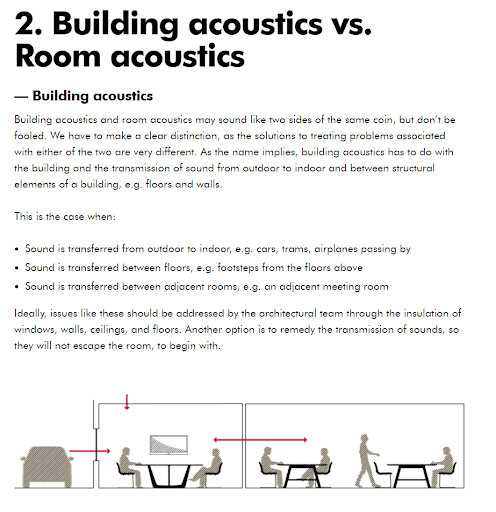 2. Building acoustics vs.
Room acoustics
— Building acoustics
Building acoustics and room acoustics may sound like two sides of the same coin, but don't be
fooled. We have to make a clear distinction, as the solutions to treating problems associated
with either of the two are very different. As the name implies, building acoustics has to do with
the building and the transmission of sound from outdoor to indoor and between structural
elements of a building, e.g. floors and walls.
This is the case when:
• Sound is transferred from outdoor to indoor, e.g. cars, trams, airplanes passing by
• Sound is transferred between floors, e.g. footsteps from the floors above
• Sound is transferred between adjacent rooms, e.g. an adjacent meeting room
Ideally, issues like these should be addressed by the architectural team through the insulation of
windows, walls, ceilings, and floors. Another option is to remedy the transmission of sounds, so
they will not escape the room, to begin with.